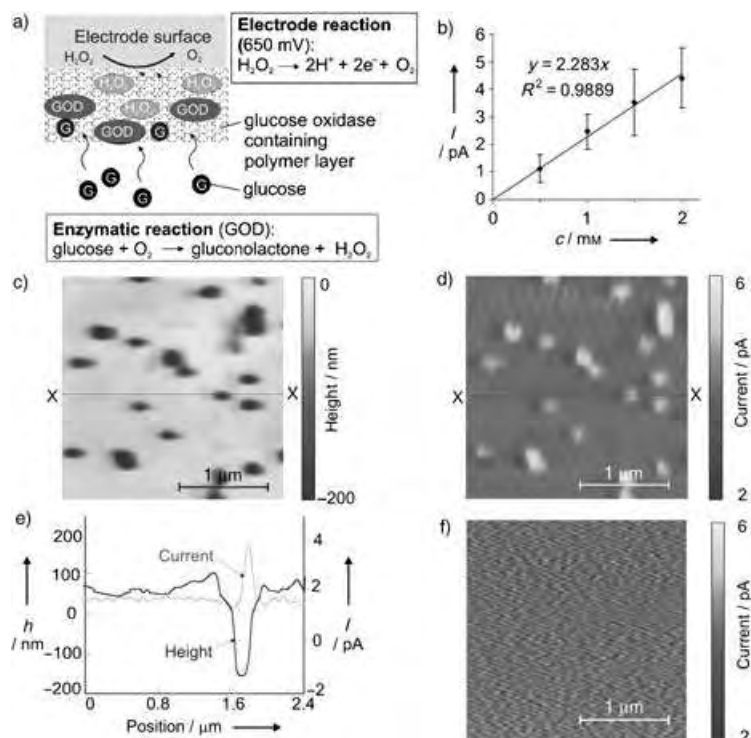 a)
Electrode surface
H₂O₂
O₂
H₂O₂
H₂O₂
GOD
GOD
H₂O₂
G
GOD
G
G
G
G
G
glucose oxidase
containing
polymer layer
glucose
Electrode reaction
(650 mV):
H₂O₂ → 2H⁺ + 2e⁻ + O₂
Enzymatic reaction (GOD):
glucose + O₂ → gluconolactone + H₂O₂
b)
6
5
4
3
2
1
0
I
/ pA
y = 2.283x
R² = 0.9889
0
0.5
1
1.5
2
c / mM
c)
X
X
1 μm
0
Height / nm
−200
d)
X
X
1 μm
6
Current / pA
2
e)
200
100
0
−100
−200
h
/ nm
Current
Height
4
2
0
−2
I
/ pA
0
0.8
1.6
2.4
Position / μm
f)
6
Current / pA
2